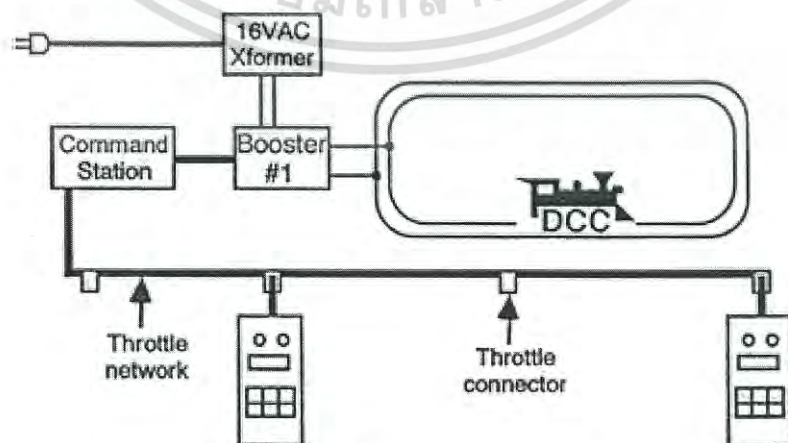 16VAC
Xformer
Command
Station
Booster
#1
DCC
Throttle
network
Throttle
connector